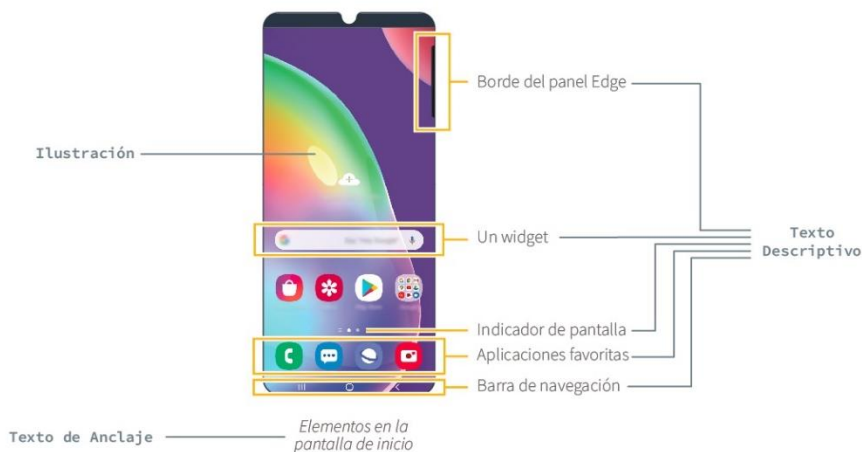 Borde del panel Edge
Ilustración
Un widget
Texto
Descriptivo
Indicador de pantalla
Aplicaciones favoritas
Barra de navegación
Texto de Anclaje
Elementos en la
pantalla de inicio